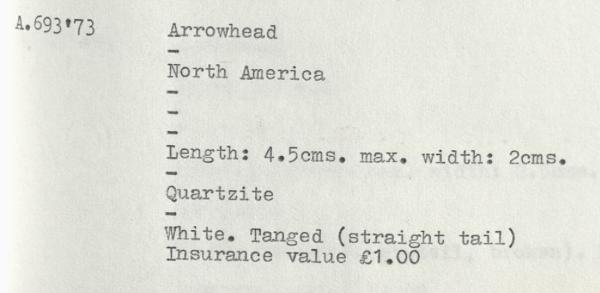 A.693'73 Arrowhead
-
North America
-
-
-
Length: 4.5cms. max. width: 2cms.
-
Quartzite
-
White. Tanged (straight tail)
Insurance value £1.00